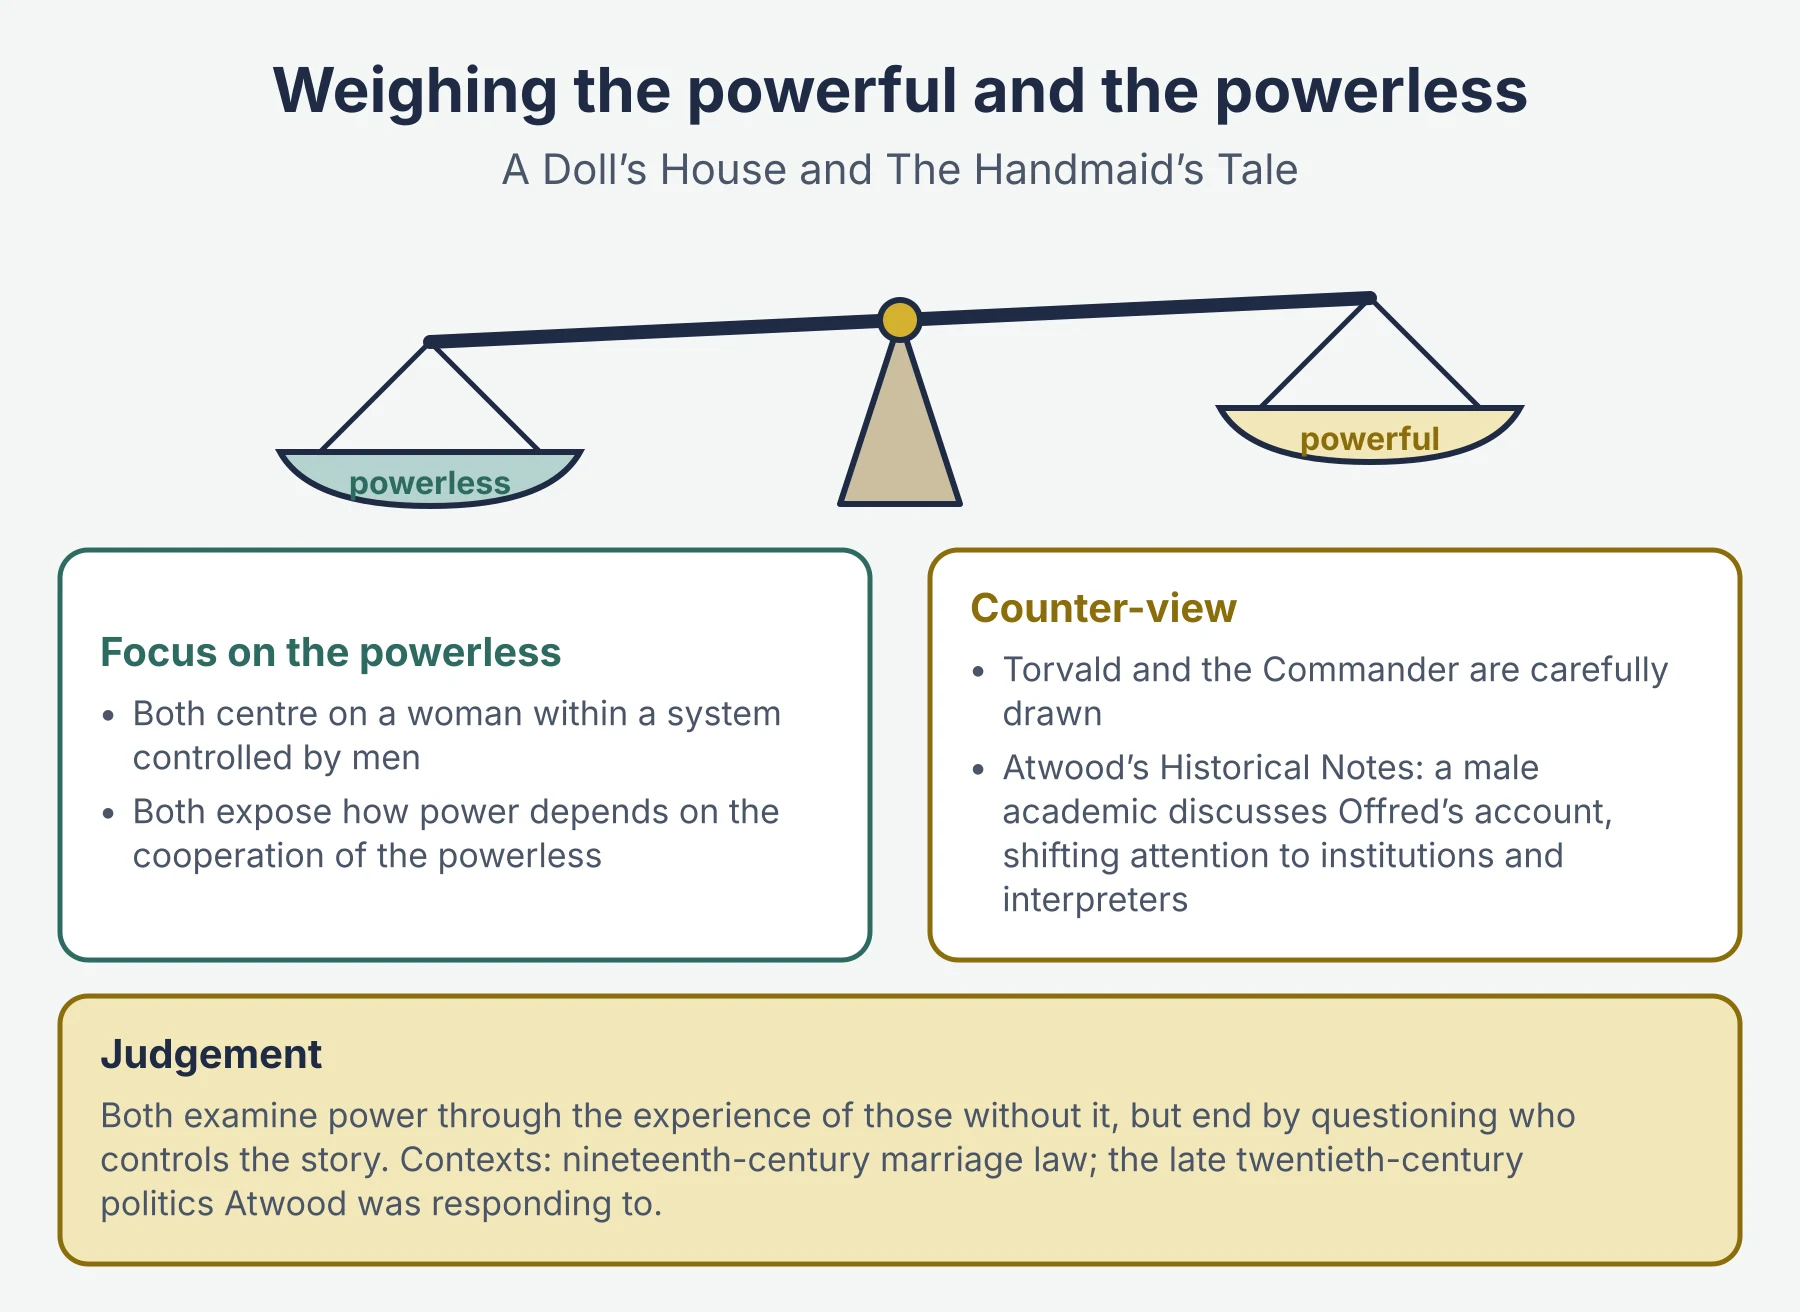 Weighing the powerful and the powerless
A Doll’s House and The Handmaid’s Tale
powerless
powerful
Focus on the powerless
• Both centre on a woman within a system
controlled by men
• Both expose how power depends on the
cooperation of the powerless
Counter-view
• Torvald and the Commander are carefully
drawn
• Atwood’s Historical Notes: a male
academic discusses Offred’s account,
shifting attention to institutions and
interpreters
Judgement
Both examine power through the experience of those without it, but end by questioning who
controls the story. Contexts: nineteenth-century marriage law; the late twentieth-century
politics Atwood was responding to.